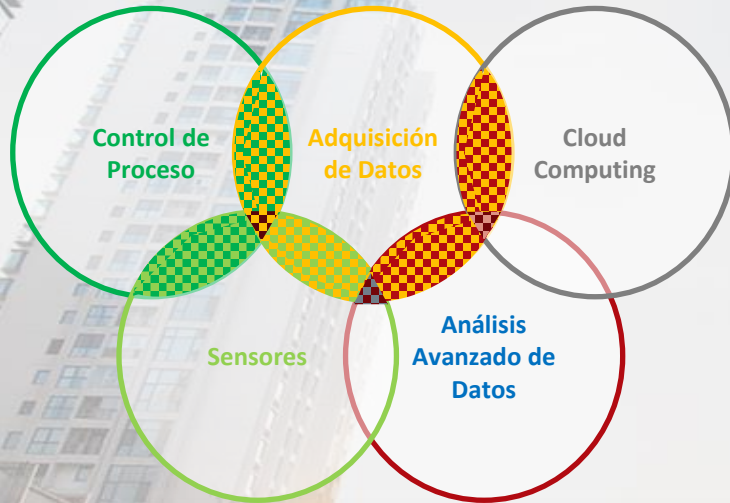 Control de
Proceso
Adquisición
de Datos
Cloud
Computing
Sensores
Análisis
Avanzado de
Datos